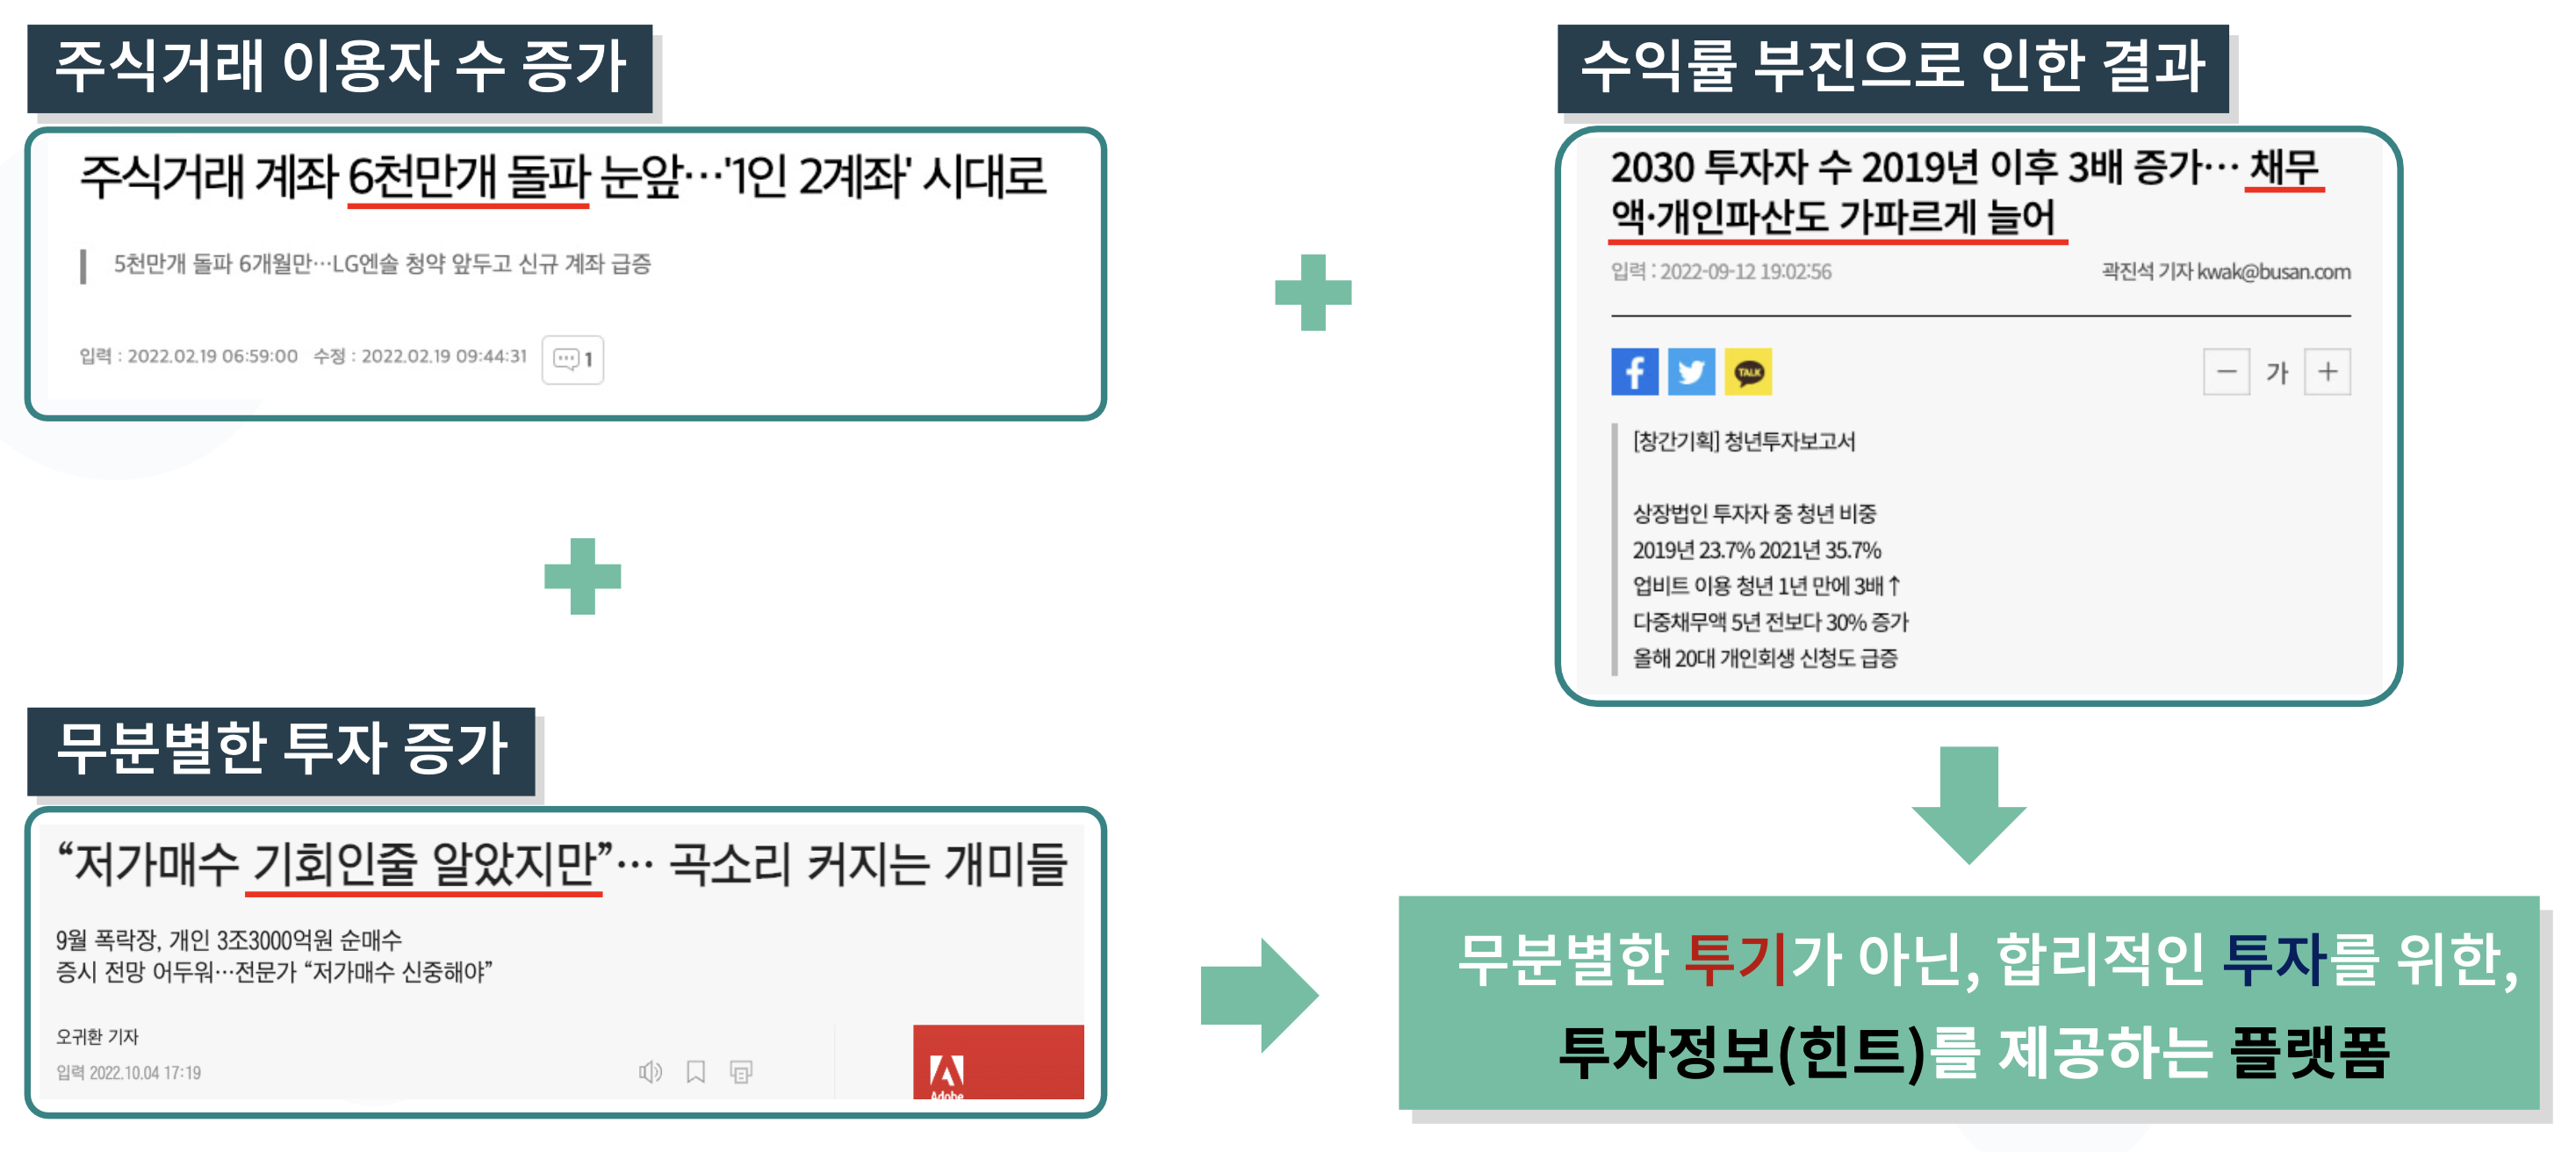 주식거래 이용자 수 증가
주식거래 계좌 6천만개 돌파 눈앞…'1인 2계좌' 시대로
5천만개 돌파 6개월만…LG엔솔 청약 앞두고 신규 계좌 급증
입력 : 2022.02.19 06:59:00 수정 : 2022.02.19 09:44:31 1
수익률 부진으로 인한 결과
2030 투자자 수 2019년 이후 3배 증가… 채무
액·개인파산도 가파르게 늘어
입력 : 2022-09-12 19:02:56 곽진석 기자 kwak@busan.com
f TALK － 가 ＋
[창간기획] 청년투자보고서
상장법인 투자자 중 청년 비중
2019년 23.7% 2021년 35.7%
업비트 이용 청년 1년 만에 3배↑
다중채무액 5년 전보다 30% 증가
올해 20대 개인회생 신청도 급증
무분별한 투자 증가
“저가매수 기회인줄 알았지만”… 곡소리 커지는 개미들
9월 폭락장, 개인 3조3000억원 순매수
증시 전망 어두워…전문가 “저가매수 신중해야”
오귀환 기자
입력 2022.10.04 17:19
Adobe
무분별한 투기가 아닌, 합리적인 투자를 위한,
투자정보(힌트)를 제공하는 플랫폼